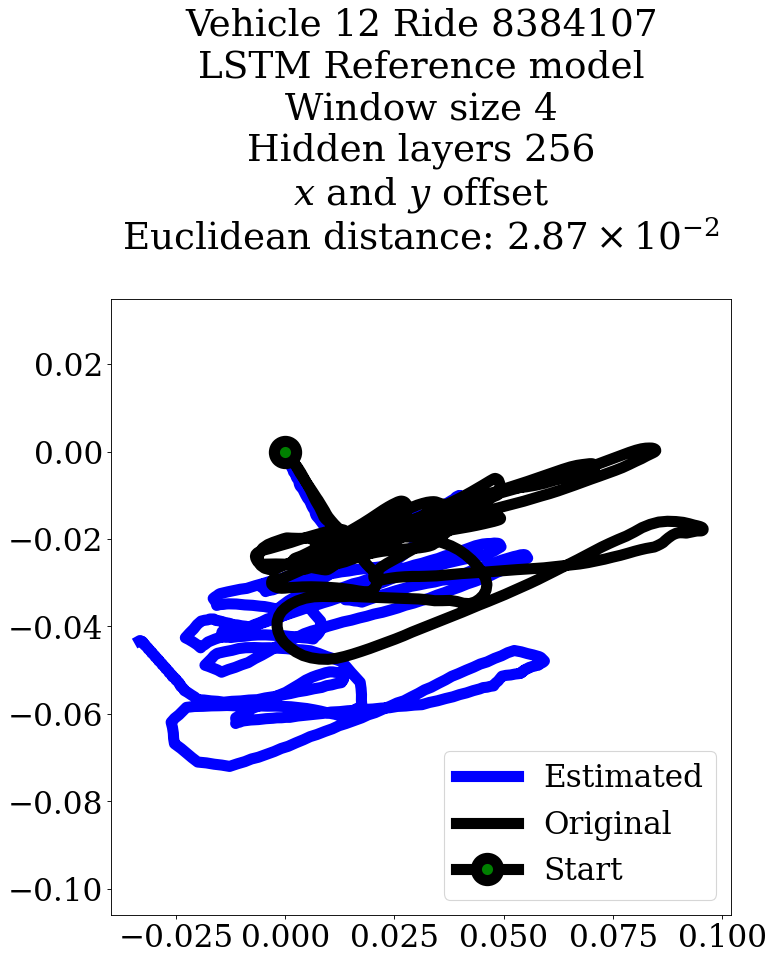 Vehicle 12 Ride 8384107
LSTM Reference model
Window size 4
Hidden layers 256
x and y offset
Euclidean distance: 2.87 × 10⁻²
0.02
0.00
−0.02
−0.04
−0.06
−0.08
−0.10
Estimated
Original
Start
−0.025 0.000 0.025 0.050 0.075 0.100